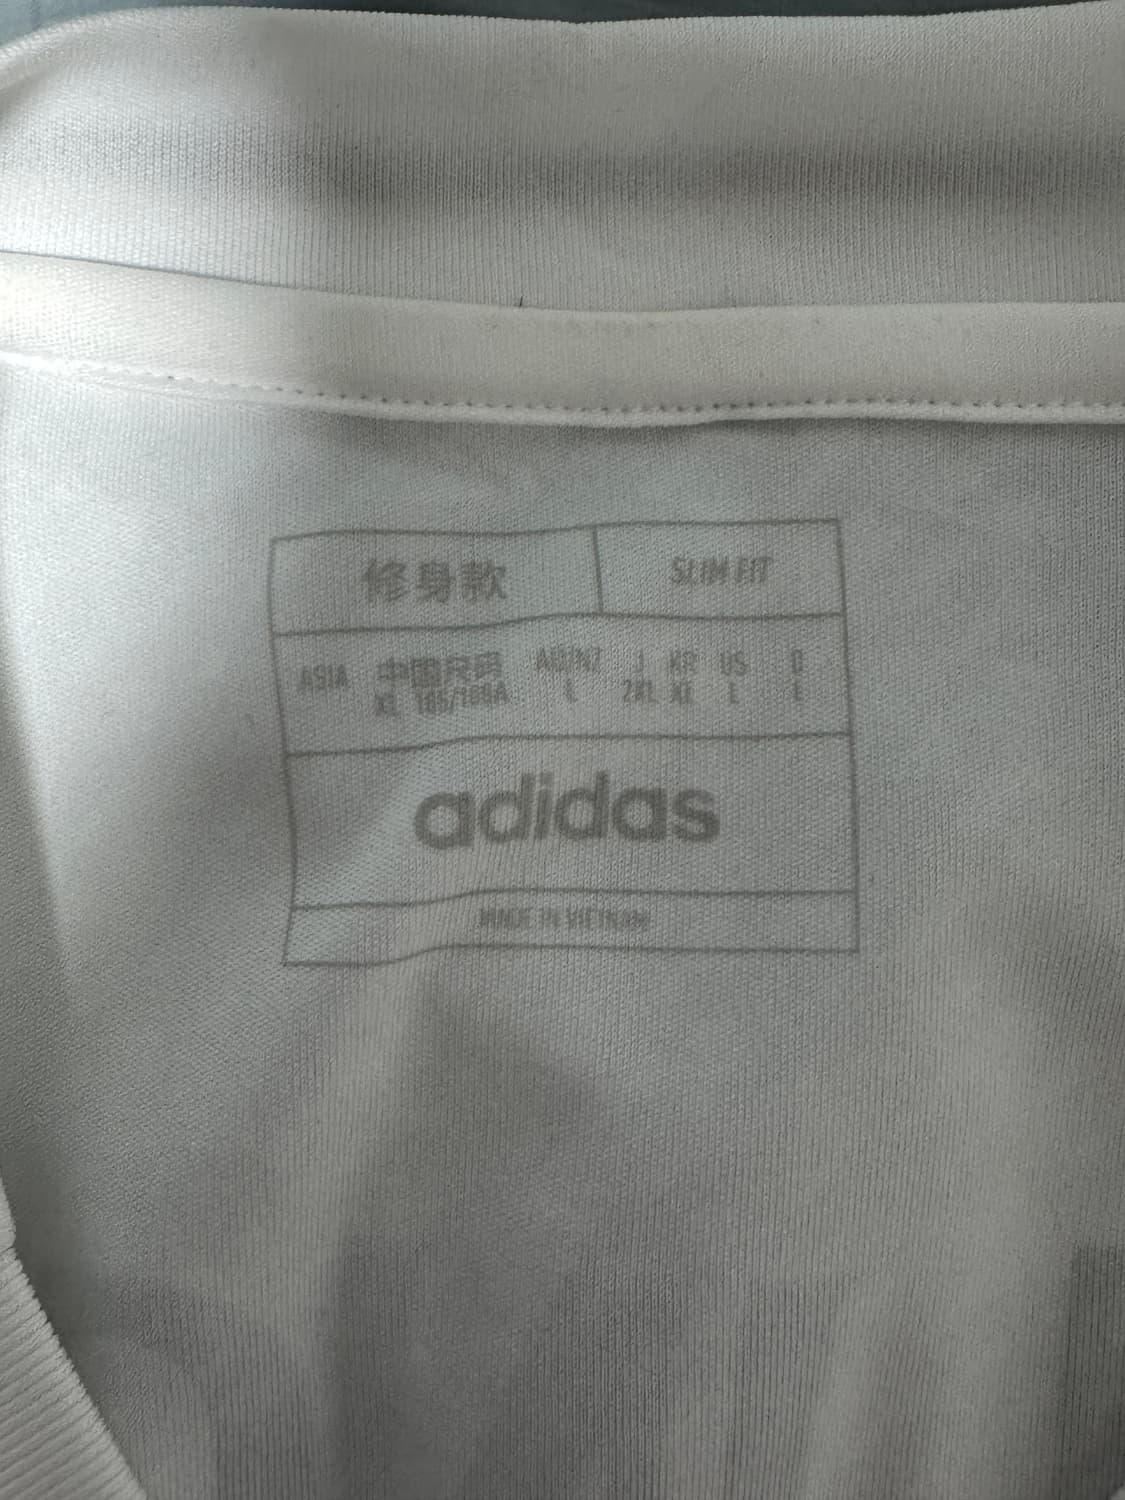 修身款 SLIM FIT
ASIA 中国尺码 AU/NZ J KR US D
XL 185/108A L 2XL XL L L
adidas
MADE IN VIETNAM